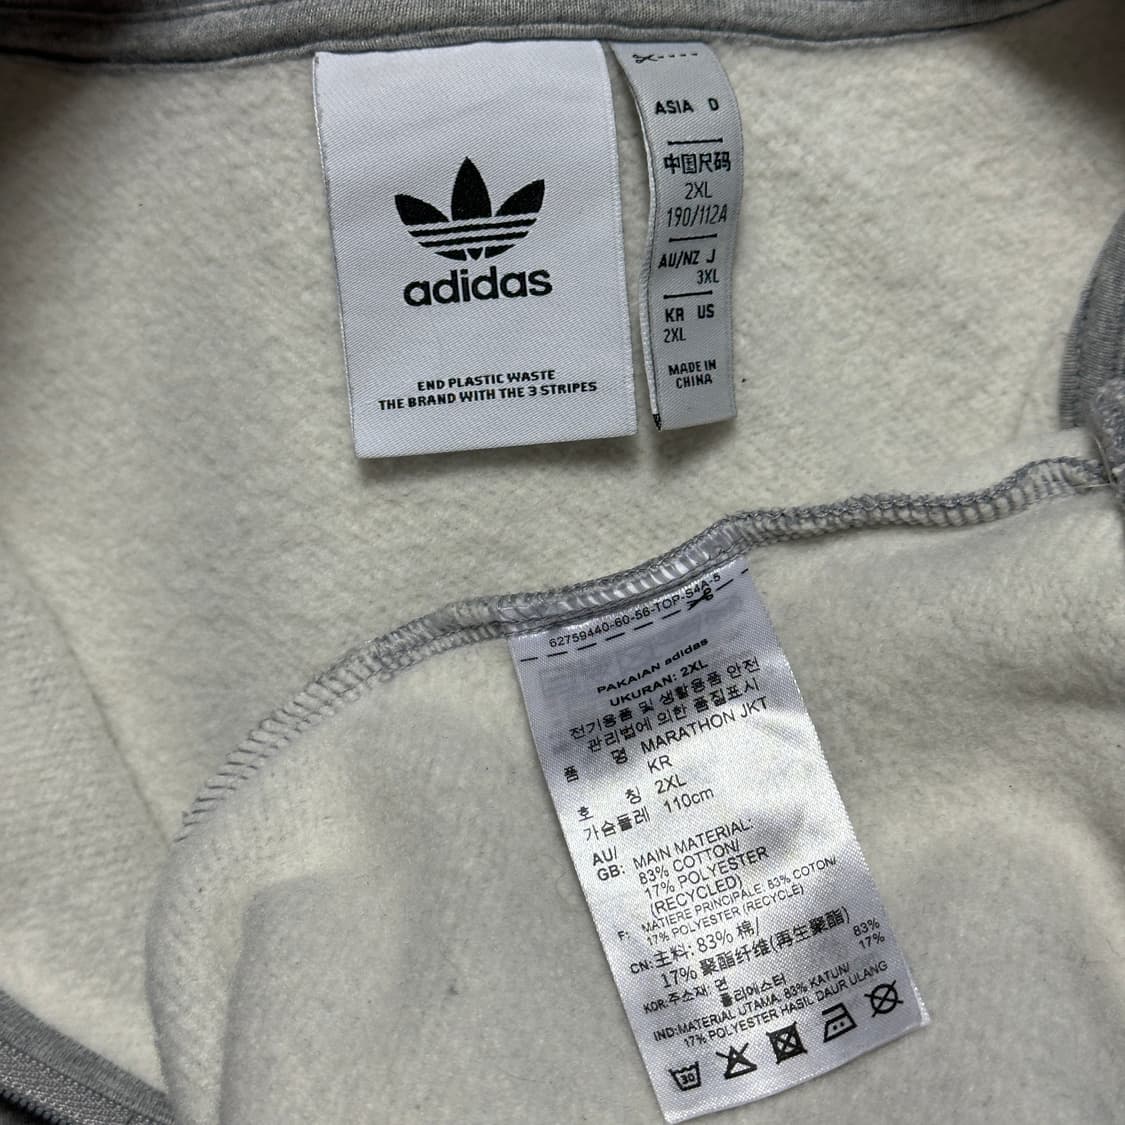 adidas
END PLASTIC WASTE
THE BRAND WITH THE 3 STRIPES
ASIA O
中国尺码
2XL
190/112A
AU/NZ J
3XL
KR US
2XL
MADE IN
CHINA
62759440-60-56-TOP-S4A-5
PAKAIAN adidas
UKURAN: 2XL
전기용품 및 생활용품 안전
관리법에 의한 품질표시
품 명 MARATHON JKT
KR
호 칭 2XL
가슴둘레 110cm
AU/
GB: MAIN MATERIAL:
83% COTTON/
17% POLYESTER
(RECYCLED)
F: MATIERE PRINCIPALE: 83% COTON/
17% POLYESTER (RECYCLÉ)
CN: 主料: 83% 棉/
17% 聚酯纤维(再生聚酯)
KOR: 주소재: 면 83%
폴리에스터 17%
IND: MATERIAL UTAMA: 83% KATUN/
17% POLYESTER HASIL DAUR ULANG
30